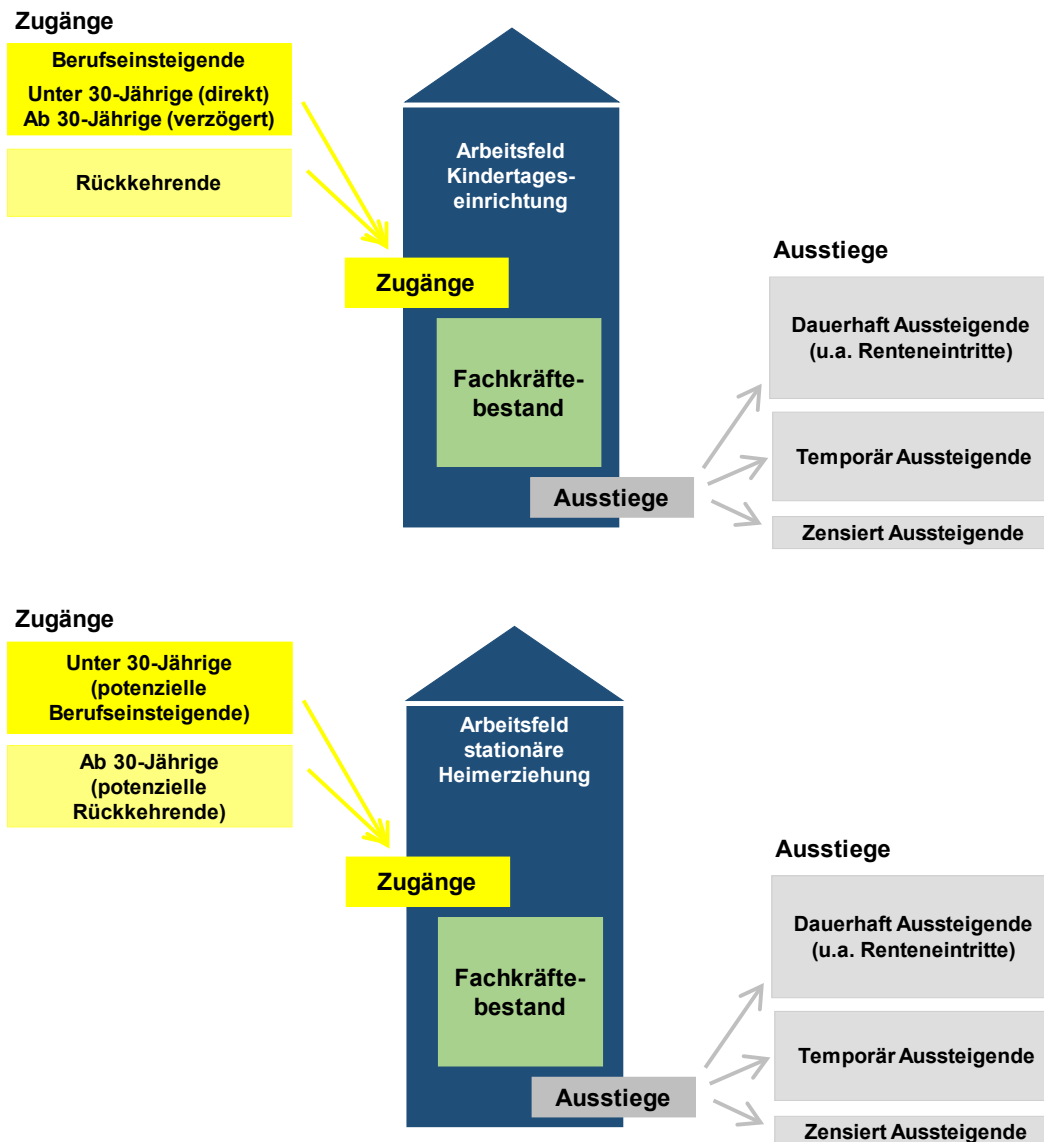 Zugänge
Berufseinsteigende
Unter 30-Jährige (direkt)
Ab 30-Jährige (verzögert)
Rückkehrende
Arbeitsfeld
Kindertages-
einrichtung
Zugänge
Fachkräfte-
bestand
Ausstiege
Ausstiege
Dauerhaft Aussteigende
(u.a. Renteneintritte)
Temporär Aussteigende
Zensiert Aussteigende
Zugänge
Unter 30-Jährige
(potenzielle
Berufseinsteigende)
Ab 30-Jährige
(potenzielle
Rückkehrende)
Arbeitsfeld
stationäre
Heimerziehung
Zugänge
Fachkräfte-
bestand
Ausstiege
Ausstiege
Dauerhaft Aussteigende
(u.a. Renteneintritte)
Temporär Aussteigende
Zensiert Aussteigende